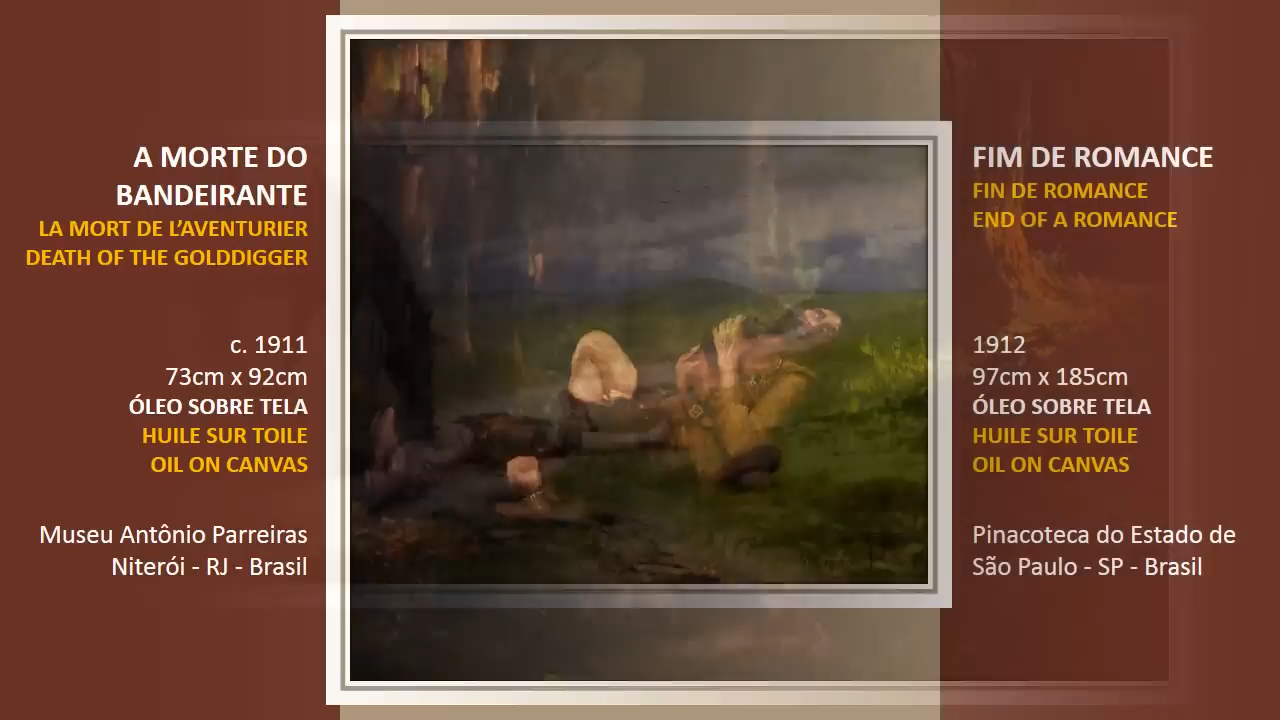 A MORTE DO
BANDEIRANTE
LA MORT DE L’AVENTURIER
DEATH OF THE GOLDDIGGER
c. 1911
73cm x 92cm
ÓLEO SOBRE TELA
HUILE SUR TOILE
OIL ON CANVAS
Museu Antônio Parreiras
Niterói - RJ - Brasil
FIM DE ROMANCE
FIN DE ROMANCE
END OF A ROMANCE
1912
97cm x 185cm
ÓLEO SOBRE TELA
HUILE SUR TOILE
OIL ON CANVAS
Pinacoteca do Estado de
São Paulo - SP - Brasil